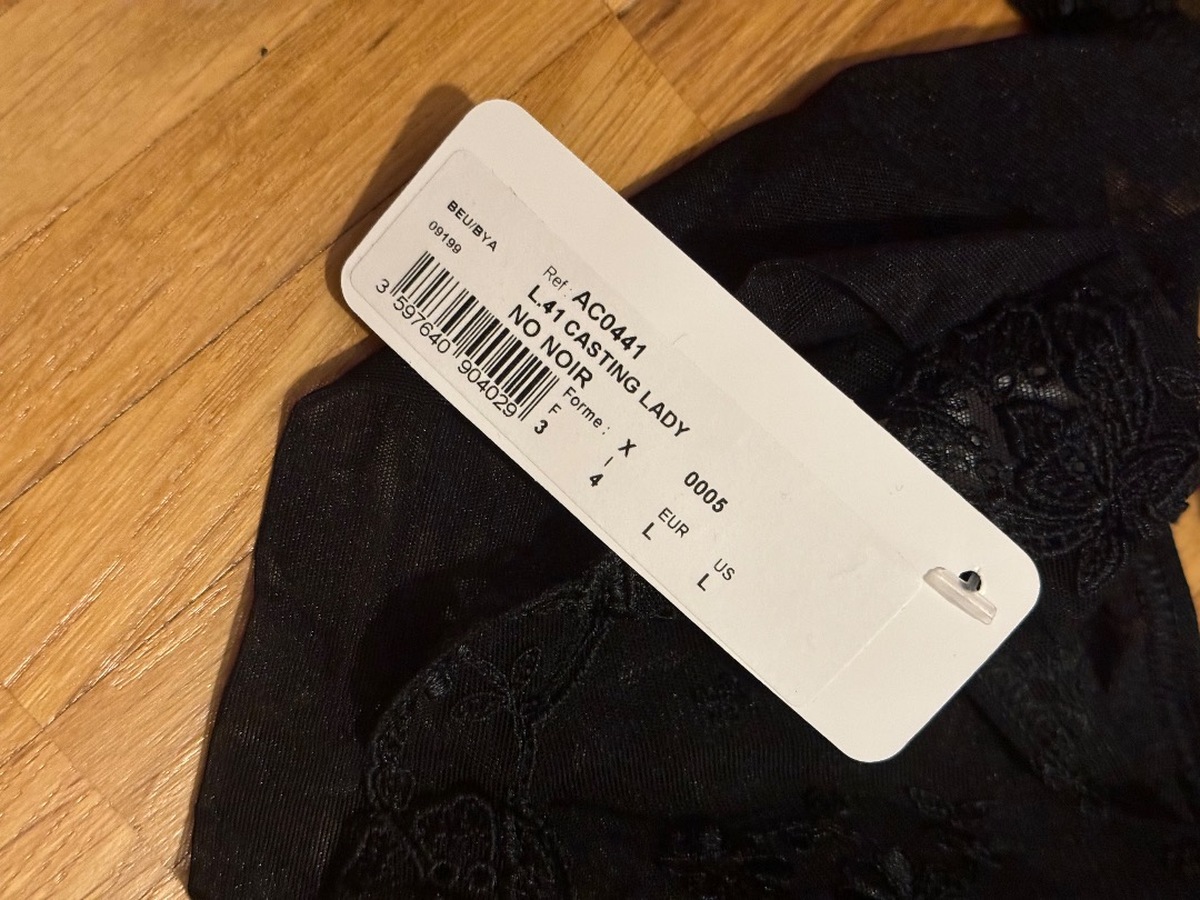 BEU/BYA
09199
3 597640 904029
Ref : AC0441
L.41 CASTING LADY
NO NOIR
Forme : X 0005
F I EUR US
3 4 L L